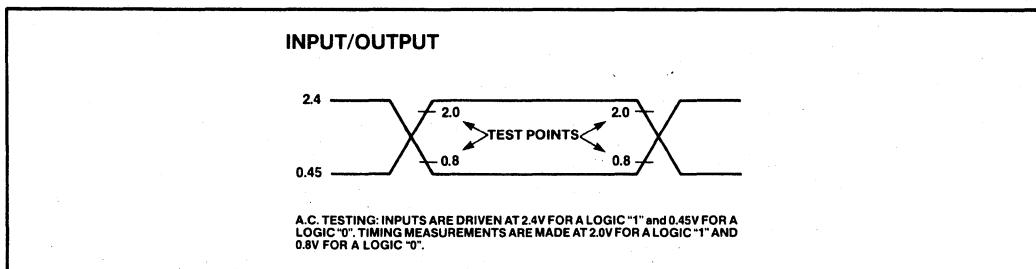 INPUT/OUTPUT
2.4
2.0
2.0
TEST POINTS
0.8
0.8
0.45
A.C. TESTING: INPUTS ARE DRIVEN AT 2.4V FOR A LOGIC "1" and 0.45V FOR A
LOGIC "0". TIMING MEASUREMENTS ARE MADE AT 2.0V FOR A LOGIC "1" AND
0.8V FOR A LOGIC "0".